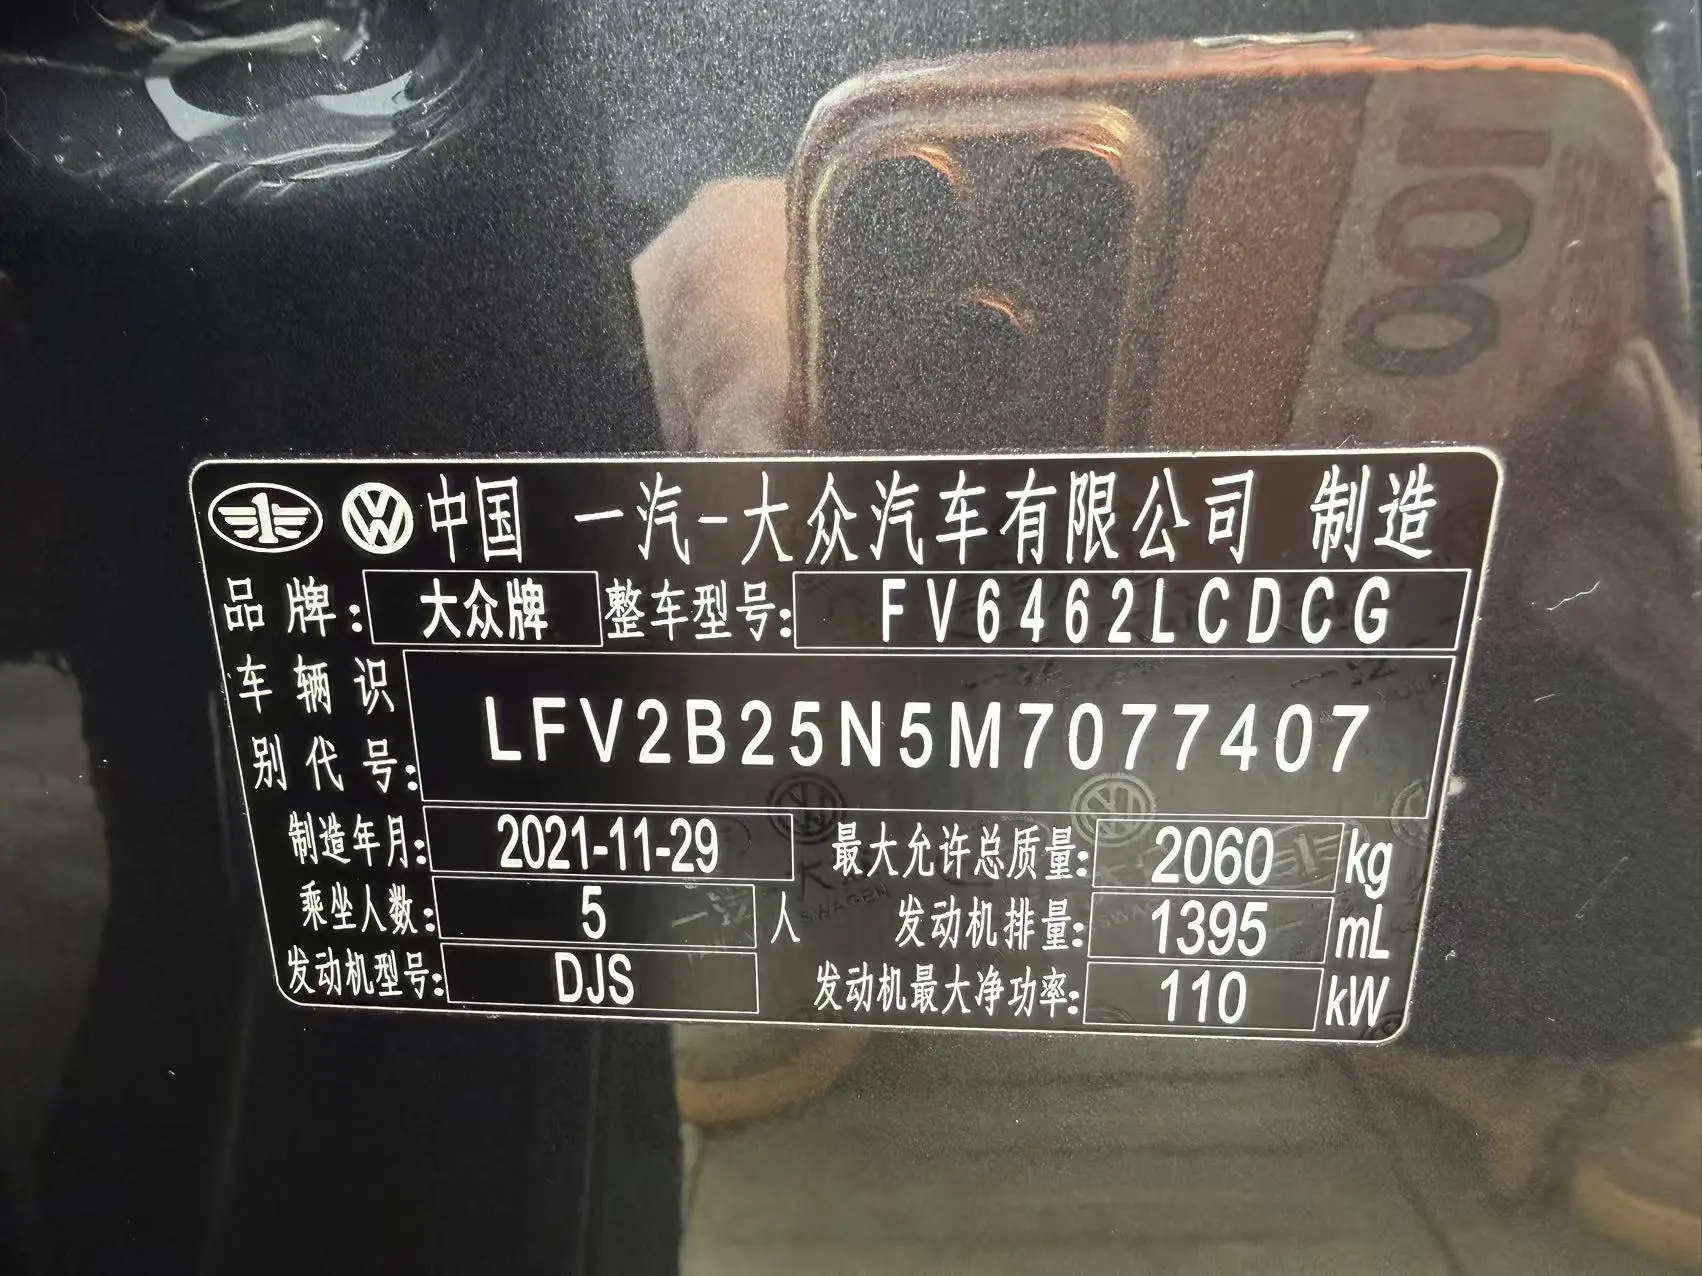 中国 一汽-大众汽车有限公司 制造
品牌: 大众牌 整车型号: FV6462LCDCG
车辆识别代号: LFV2B25N5M7077407
制造年月: 2021-11-29 最大允许总质量: 2060 kg
乘坐人数: 5 人 发动机排量: 1395 mL
发动机型号: DJS 发动机最大净功率: 110 kW